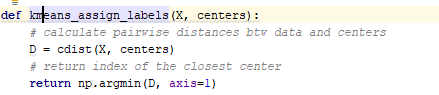 def kmeans_assign_labels(X, centers):
    # calculate pairwise distances btw data and centers
    D = cdist(X, centers)
    # return index of the closest center
    return np.argmin(D, axis=1)